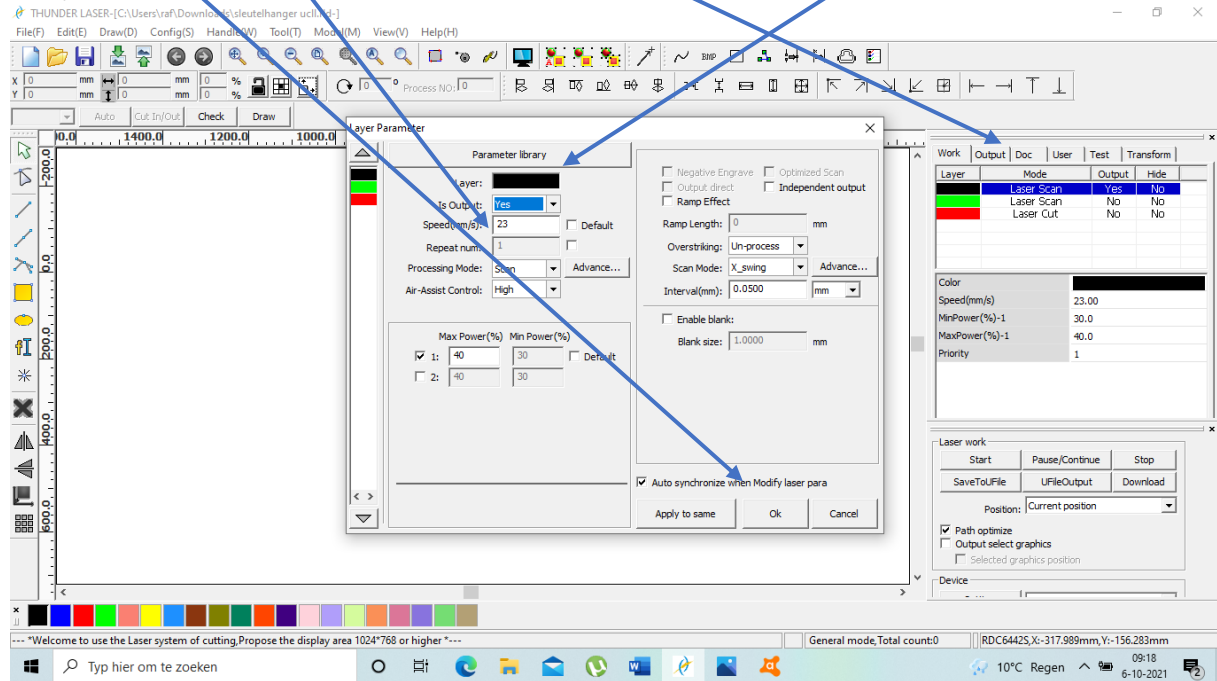 THUNDER LASER-[C:\Users\raf\Downloads\sleutelhanger ucll.rld-]
File(F) Edit(E) Draw(D) Config(S) Handle(W) Tool(T) Model(M) View(V) Help(H)
BMP
X 0 mm 0 mm 0 %
Y 0 mm 0 mm 0 %
0 ° Process NO: 0
Auto Cut In/Out Check Draw
1400.0 1200.0 1000.0
Layer Parameter
Parameter library
Layer:
Is Output: Yes
Speed(mm/s): 23 Default
Repeat num: 1
Processing Mode: Scan Advance...
Air-Assist Control: High
Max Power(%) Min Power(%)
1: 40 30 Default
2: 40 30
Negative Engrave Optimized Scan
Output direct Independent output
Ramp Effect
Ramp Length: 0 mm
Overstriking: Un-process
Scan Mode: X_swing Advance...
Interval(mm): 0.0500 mm
Enable blank:
Blank size: 1.0000 mm
Auto synchronize when Modify laser para
Apply to same Ok Cancel
Work Output Doc User Test Transform
Layer Mode Output Hide
Laser Scan Yes No
Laser Scan No No
Laser Cut No No
Color
Speed(mm/s) 23.00
MinPower(%)-1 30.0
MaxPower(%)-1 40.0
Priority 1
Laser work
Start Pause/Continue Stop
SaveToUFile UFileOutput Download
Position: Current position
Path optimize
Output select graphics
Selected graphics position
Device
--- *Welcome to use the Laser system of cutting,Propose the display area 1024*768 or higher *---
General mode,Total count:0
RDC6442S,X:-317.989mm,Y:-156.283mm
Typ hier om te zoeken
10°C Regen
09:18
6-10-2021
2